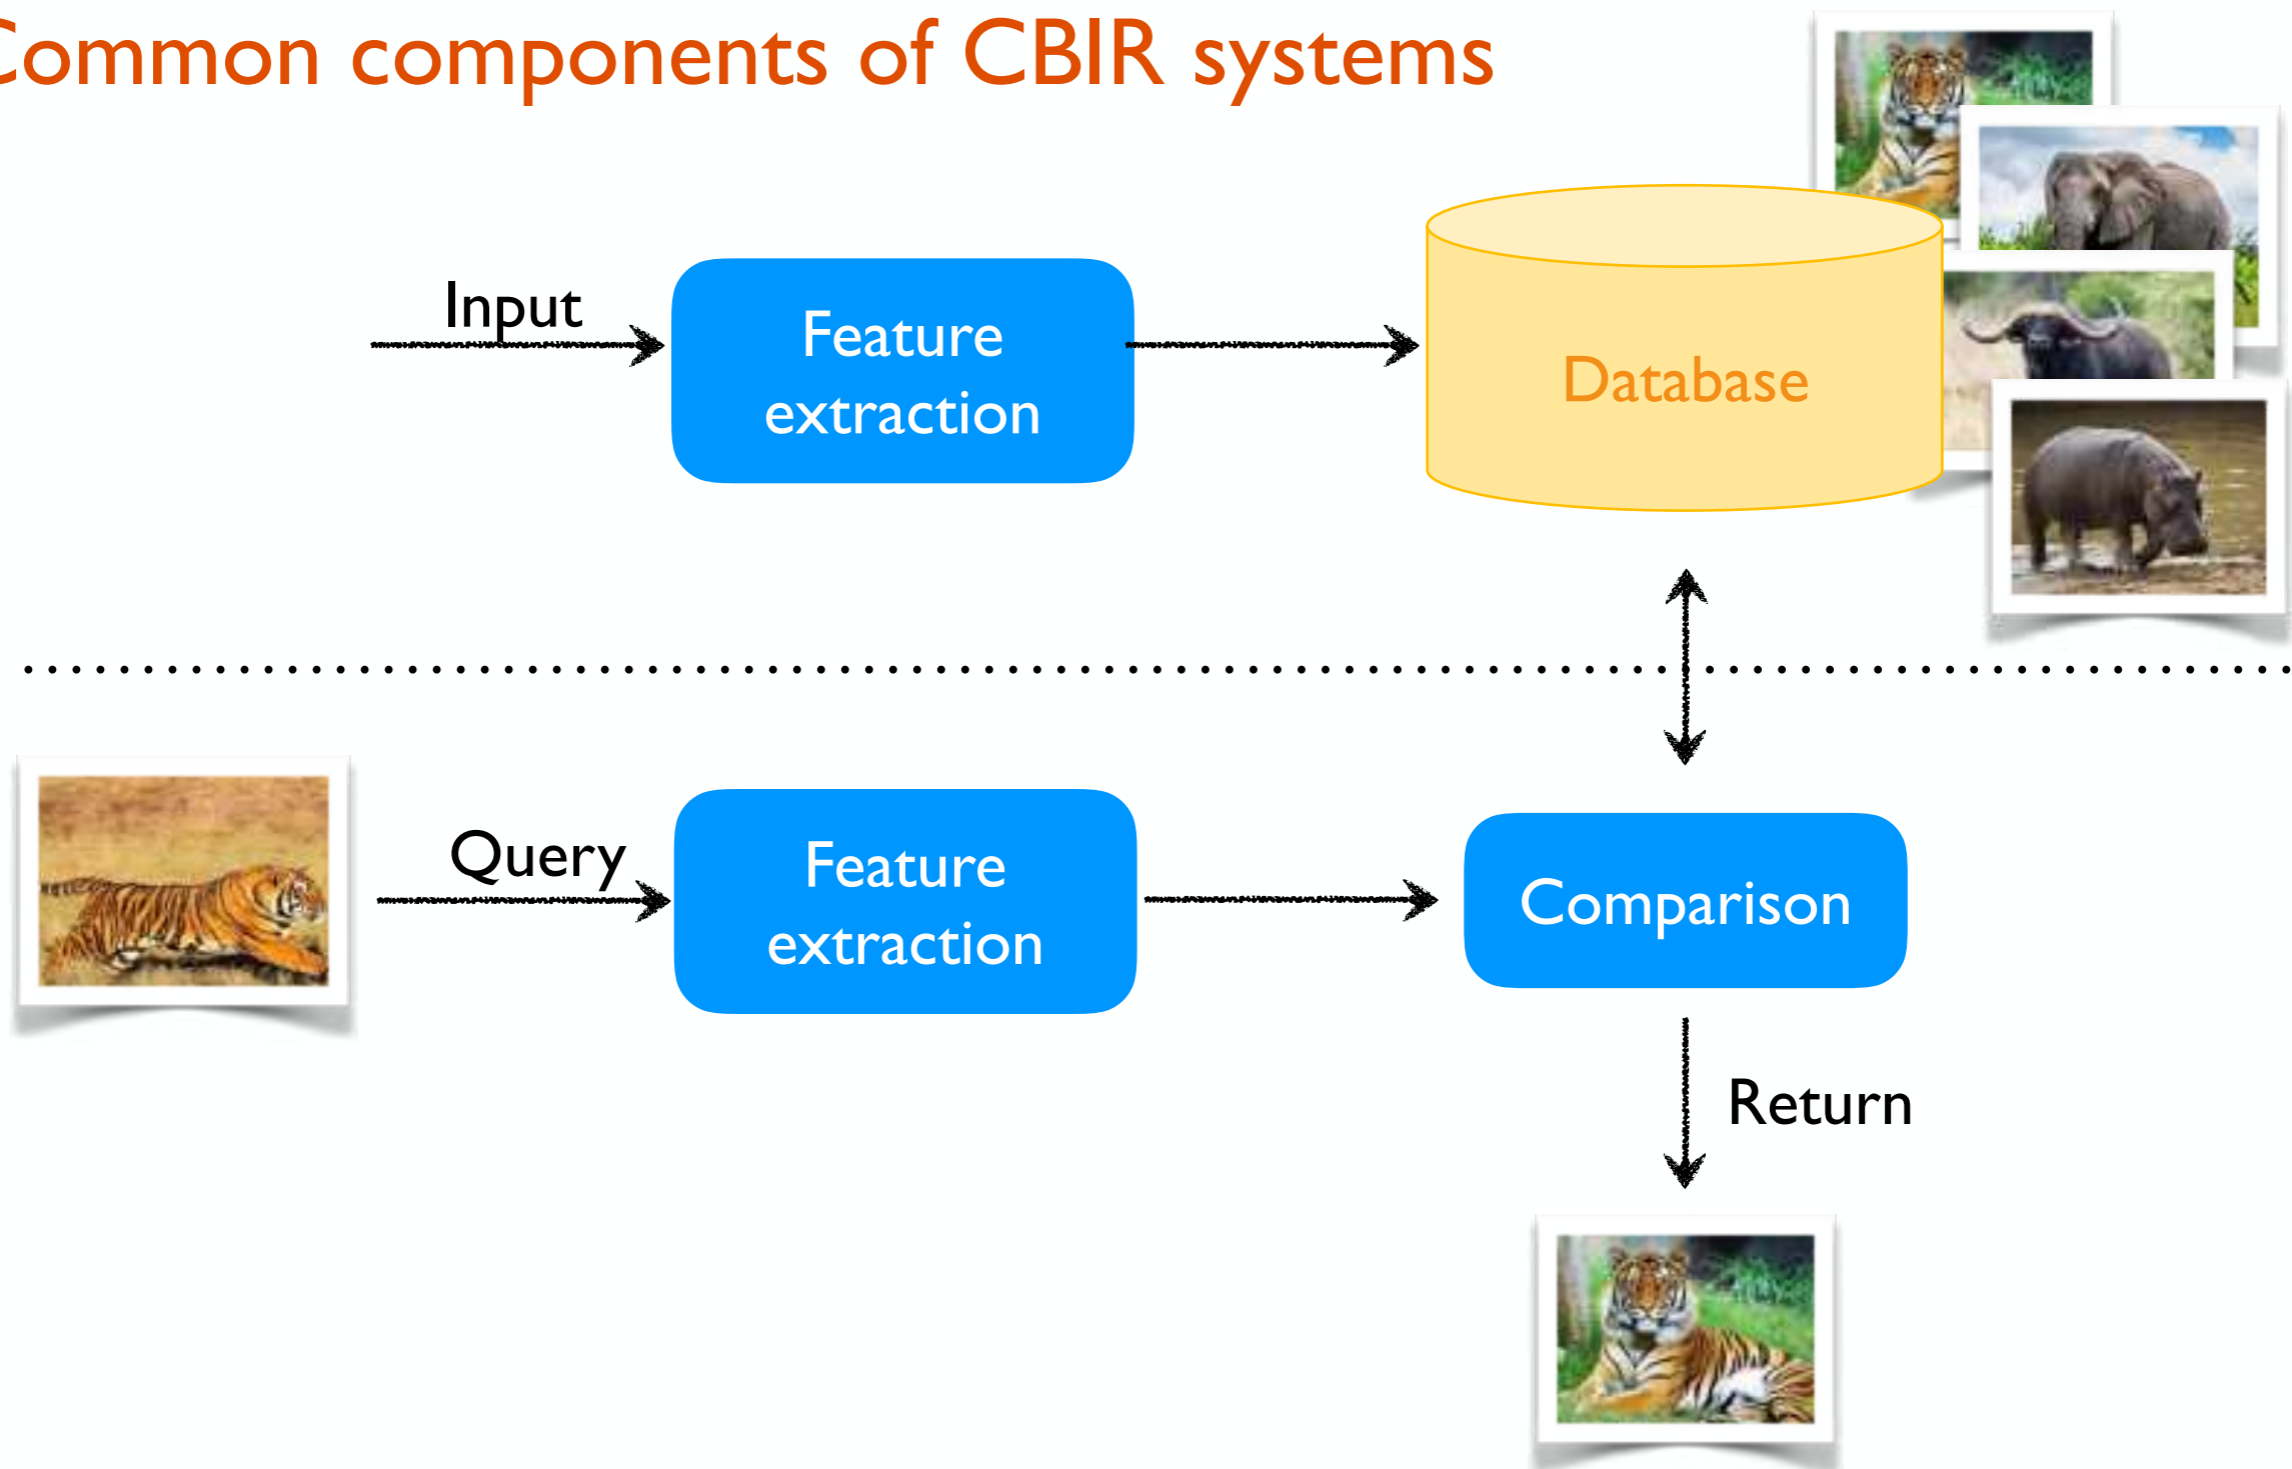 Common components of CBIR systems
Input
Feature
extraction
Database
Query
Feature
extraction
Comparison
Return